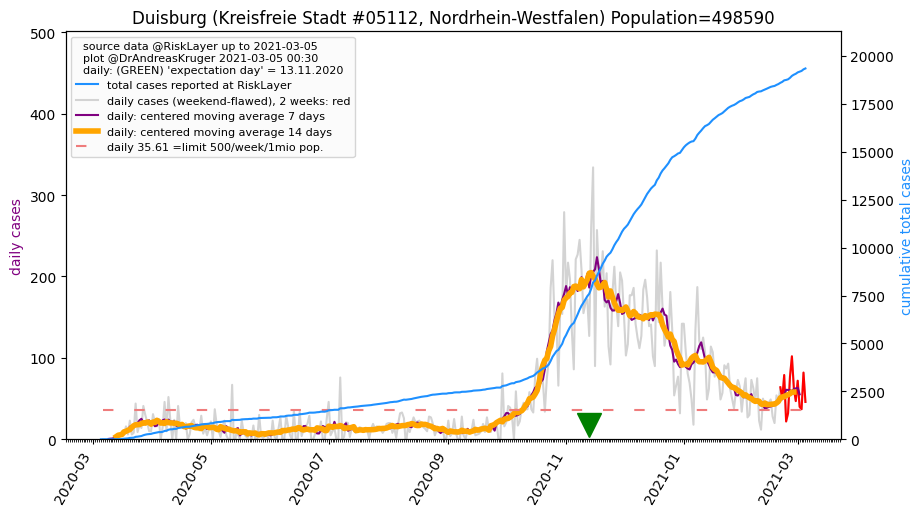 Duisburg (Kreisfreie Stadt #05112, Nordrhein-Westfalen) Population=498590
source data @RiskLayer up to 2021-03-05
plot @DrAndreasKruger 2021-03-05 00:30
daily: (GREEN) 'expectation day' = 13.11.2020
total cases reported at RiskLayer
daily cases (weekend-flawed), 2 weeks: red
daily: centered moving average 7 days
daily: centered moving average 14 days
daily 35.61 =limit 500/week/1mio pop.
daily cases
500
400
300
200
100
0
cumulative total cases
20000
17500
15000
12500
10000
7500
5000
2500
0
2020-03
2020-05
2020-07
2020-09
2020-11
2021-01
2021-03